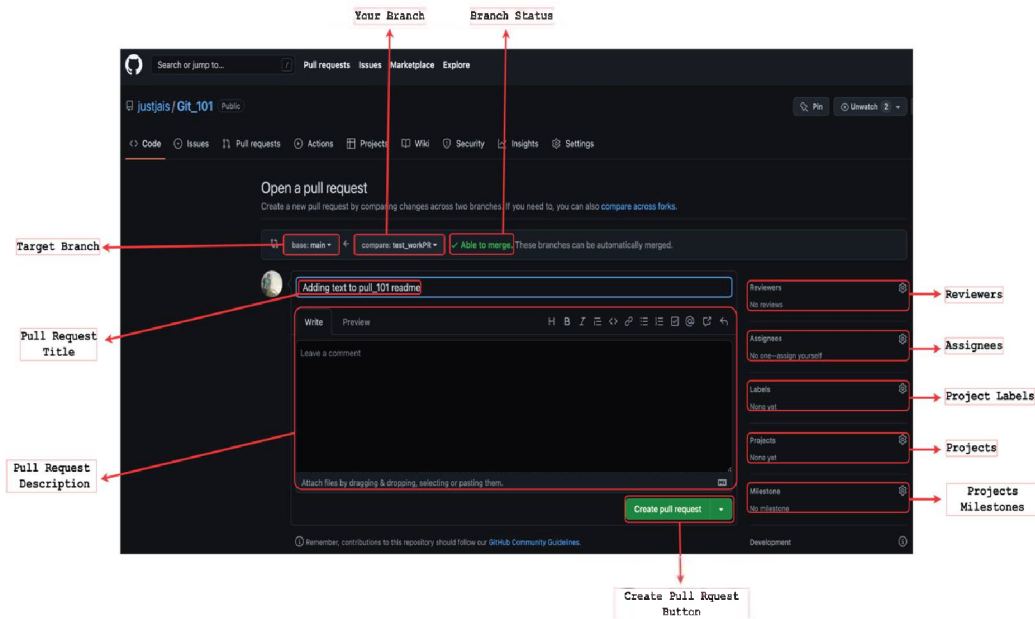 Your Branch
Branch Status
Search or jump to...
/
Pull requests Issues Marketplace Explore
justjais / Git_101 Public
Pin
Unwatch 2
Code Issues Pull requests Actions Projects Wiki Security Insights Settings
Open a pull request
Create a new pull request by comparing changes across two branches. If you need to, you can also compare across forks.
Target Branch
base: main
compare: test_workPR
✓ Able to merge. These branches can be automatically merged.
Adding text to pull_101 readme
Pull Request
Title
Write Preview
H B I
Leave a comment
Reviewers
No reviews
Reviewers
Assignees
No one—assign yourself
Assignees
Labels
None yet
Project Labels
Projects
None yet
Projects
Pull Request
Description
Attach files by dragging & dropping, selecting or pasting them.
Milestone
No milestone
Projects
Milestones
Create pull request
Remember, contributions to this repository should follow our GitHub Community Guidelines.
Development
Create Pull Rquest
Button